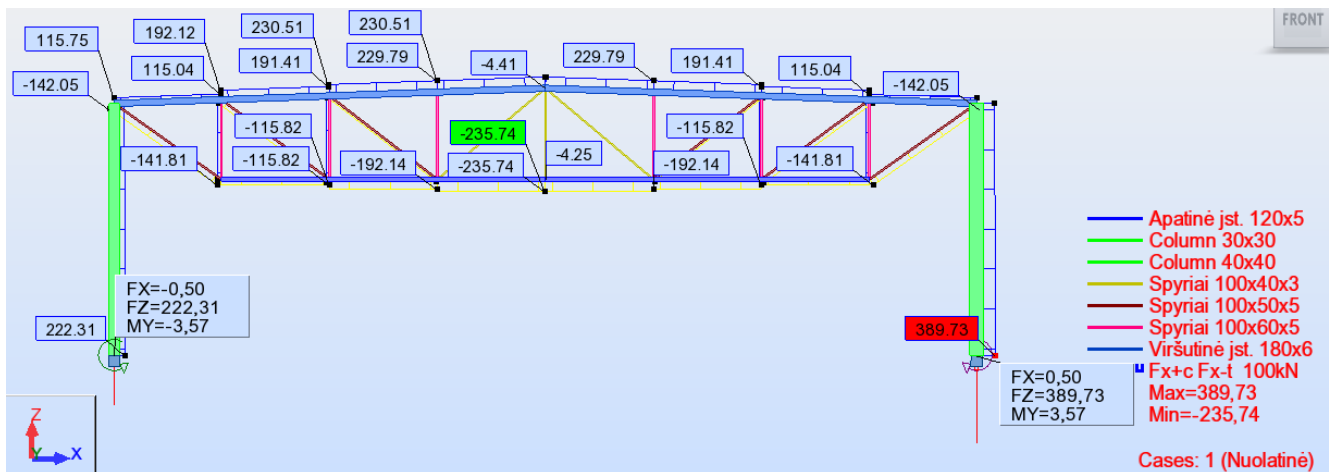 FRONT
115.75
192.12
230.51
230.51
-142.05
115.04
191.41
229.79
-4.41
229.79
191.41
115.04
-142.05
-115.82
-235.74
-115.82
-141.81
-115.82
-192.14
-235.74
-4.25
-192.14
-141.81
Apatinė jst. 120x5
Column 30x30
Column 40x40
Spyriai 100x40x3
Spyriai 100x50x5
Spyriai 100x60x5
Viršutinė jst. 180x6
Fx+c Fx-t 100kN
Max=389,73
Min=-235,74
FX=-0,50
FZ=222,31
MY=-3,57
222.31
389.73
FX=0,50
FZ=389,73
MY=3,57
Z
Y
X
Cases: 1 (Nuolatinė)